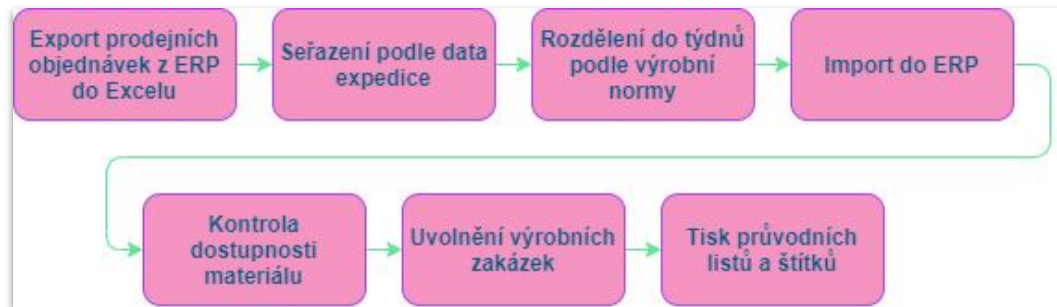 Export prodejních
objednávek z ERP
do Excelu
Seřazení podle data
expedice
Rozdělení do týdnů
podle výrobní
normy
Import do ERP
Kontrola
dostupnosti
materiálu
Uvolnění výrobních
zakázek
Tisk průvodních
listů a štítků